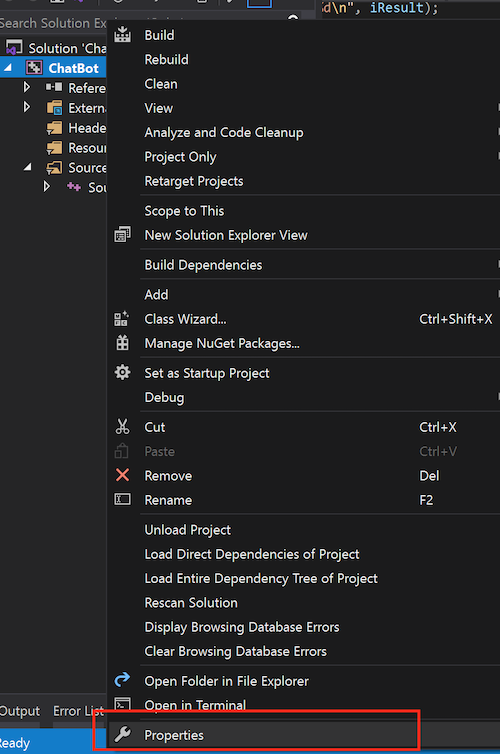 d\n", iResult);
Search Solution Ex
Solution 'Cha
ChatBot
Refere
Extern
Heade
Resou
Source
Sou
Build
Rebuild
Clean
View
Analyze and Code Cleanup
Project Only
Retarget Projects
Scope to This
New Solution Explorer View
Build Dependencies
Add
Class Wizard... Ctrl+Shift+X
Manage NuGet Packages...
Set as Startup Project
Debug
Cut Ctrl+X
Paste Ctrl+V
Remove Del
Rename F2
Unload Project
Load Direct Dependencies of Project
Load Entire Dependency Tree of Project
Rescan Solution
Display Browsing Database Errors
Clear Browsing Database Errors
Open Folder in File Explorer
Open in Terminal
Properties
Output Error List
Ready